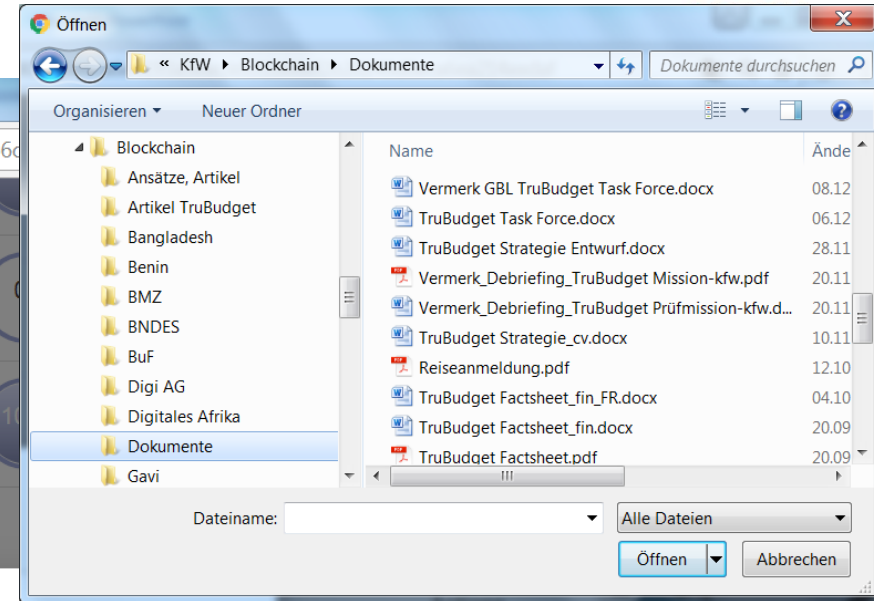 Öffnen
« KfW Blockchain Dokumente
Dokumente durchsuchen
Organisieren Neuer Ordner
Blockchain
Ansätze, Artikel
Artikel TruBudget
Bangladesh
Benin
BMZ
BNDES
BuF
Digi AG
Digitales Afrika
Dokumente
Gavi
Name Ände
Vermerk GBL TruBudget Task Force.docx 08.12
TruBudget Task Force.docx 06.12
TruBudget Strategie Entwurf.docx 28.11
Vermerk_Debriefing_TruBudget Mission-kfw.pdf 20.11
Vermerk_Debriefing_TruBudget Prüfmission-kfw.d... 20.11
TruBudget Strategie_cv.docx 10.11
Reiseanmeldung.pdf 12.10
TruBudget Factsheet_fin_FR.docx 04.10
TruBudget Factsheet_fin.docx 20.09
TruBudget Factsheet.pdf 20.09
Dateiname:
Alle Dateien
Öffnen Abbrechen